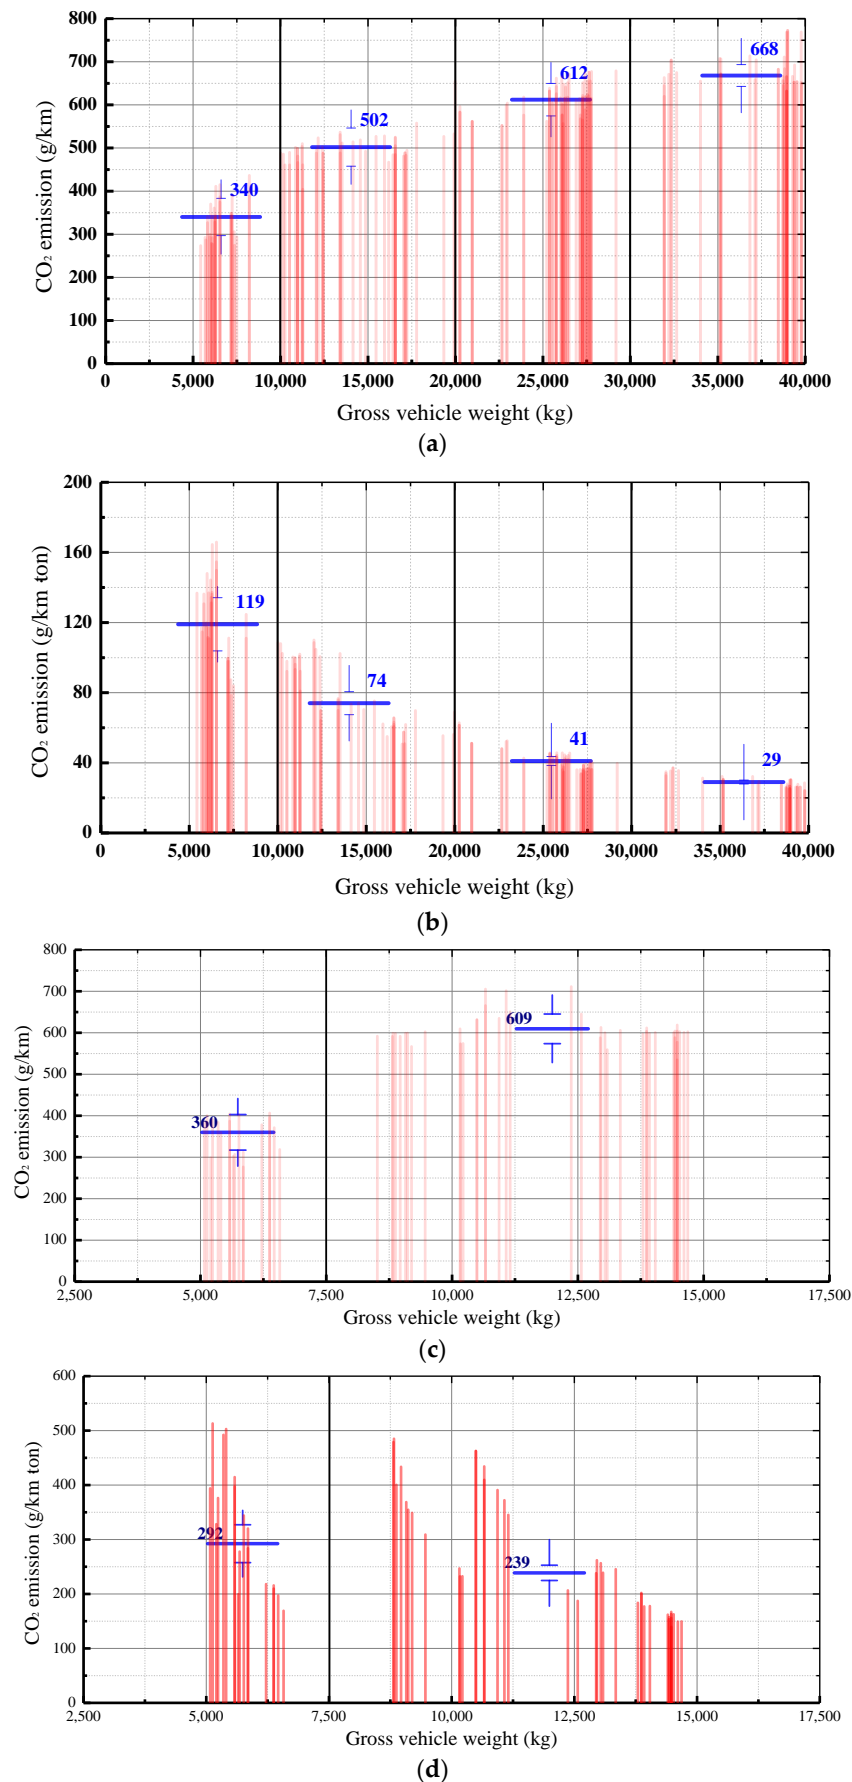 800
700
600
500
400
300
200
100
0
CO₂ emission (g/km)
340
502
612
668
0 5,000 10,000 15,000 20,000 25,000 30,000 35,000 40,000
Gross vehicle weight (kg)
(a)
200
160
120
80
40
0
CO₂ emission (g/km ton)
119
74
41
29
0 5,000 10,000 15,000 20,000 25,000 30,000 35,000 40,000
Gross vehicle weight (kg)
(b)
800
700
600
500
400
300
200
100
0
CO₂ emission (g/km)
360
609
2,500 5,000 7,500 10,000 12,500 15,000 17,500
Gross vehicle weight (kg)
(c)
600
500
400
300
200
100
0
CO₂ emission (g/km ton)
292
239
2,500 5,000 7,500 10,000 12,500 15,000 17,500
Gross vehicle weight (kg)
(d)